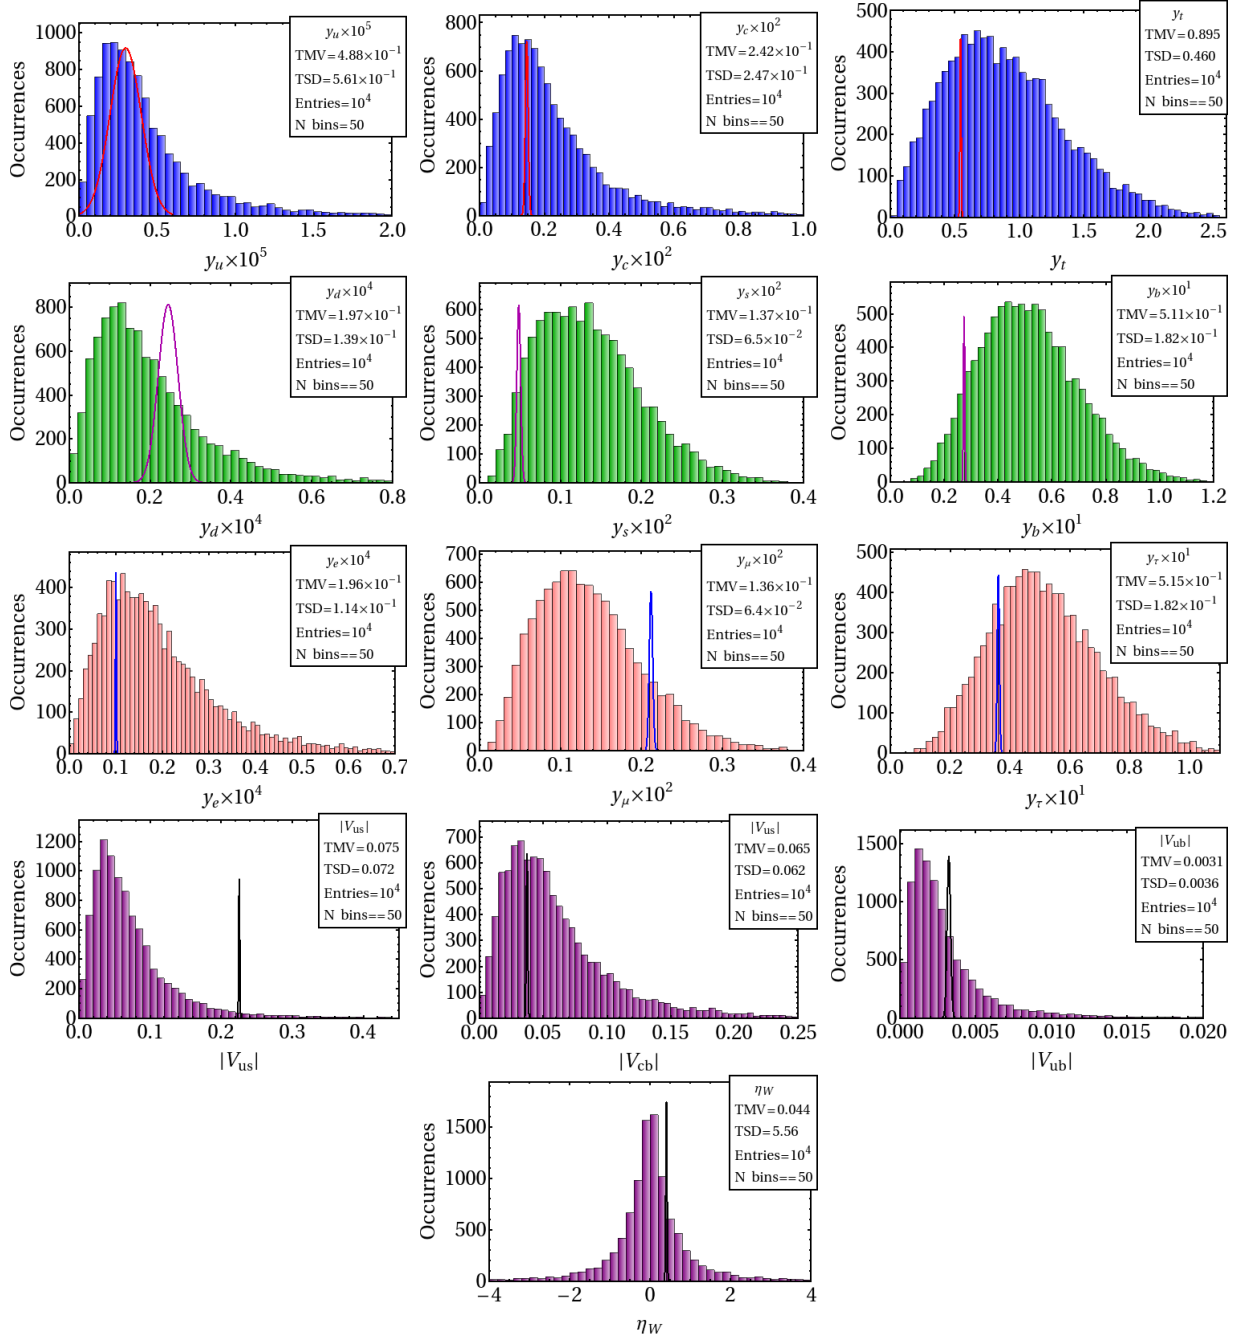 y_u×10^5
TMV=4.88×10^-1
TSD=5.61×10^-1
Entries=10^4
N bins=50
Occurrences
0 200 400 600 800 1000
0.0 0.5 1.0 1.5 2.0
y_u×10^5
y_c×10^2
TMV=2.42×10^-1
TSD=2.47×10^-1
Entries=10^4
N bins==50
Occurrences
0 200 400 600 800
0.0 0.2 0.4 0.6 0.8 1.0
y_c×10^2
y_t
TMV=0.895
TSD=0.460
Entries=10^4
N bins==50
Occurrences
0 100 200 300 400 500
0.0 0.5 1.0 1.5 2.0 2.5
y_t
y_d×10^4
TMV=1.97×10^-1
TSD=1.39×10^-1
Entries=10^4
N bins==50
Occurrences
0 200 400 600 800
0.0 0.2 0.4 0.6 0.8
y_d×10^4
y_s×10^2
TMV=1.37×10^-1
TSD=6.5×10^-2
Entries=10^4
N bins==50
Occurrences
0 100 200 300 400 500 600
0.0 0.1 0.2 0.3 0.4
y_s×10^2
y_b×10^1
TMV=5.11×10^-1
TSD=1.82×10^-1
Entries=10^4
N bins==50
Occurrences
0 100 200 300 400 500
0.0 0.2 0.4 0.6 0.8 1.0 1.2
y_b×10^1
y_e×10^4
TMV=1.96×10^-1
TSD=1.14×10^-1
Entries=10^4
N bins==50
Occurrences
0 100 200 300 400
0.0 0.1 0.2 0.3 0.4 0.5 0.6 0.7
y_e×10^4
y_μ×10^2
TMV=1.36×10^-1
TSD=6.4×10^-2
Entries=10^4
N bins==50
Occurrences
0 100 200 300 400 500 600 700
0.0 0.1 0.2 0.3 0.4
y_μ×10^2
y_τ×10^1
TMV=5.15×10^-1
TSD=1.82×10^-1
Entries=10^4
N bins==50
Occurrences
0 100 200 300 400 500
0.0 0.2 0.4 0.6 0.8 1.0
y_τ×10^1
|V_us|
TMV=0.075
TSD=0.072
Entries=10^4
N bins==50
Occurrences
0 200 400 600 800 1000 1200
0.0 0.1 0.2 0.3 0.4
|V_us|
|V_us|
TMV=0.065
TSD=0.062
Entries=10^4
N bins==50
Occurrences
0 100 200 300 400 500 600 700
0.00 0.05 0.10 0.15 0.20 0.25
|V_cb|
|V_ub|
TMV=0.0031
TSD=0.0036
Entries=10^4
N bins==50
Occurrences
0 500 1000 1500
0.000 0.005 0.010 0.015 0.020
|V_ub|
η_W
TMV=0.044
TSD=5.56
Entries=10^4
N bins==50
Occurrences
0 500 1000 1500
−4 −2 0 2 4
η_W